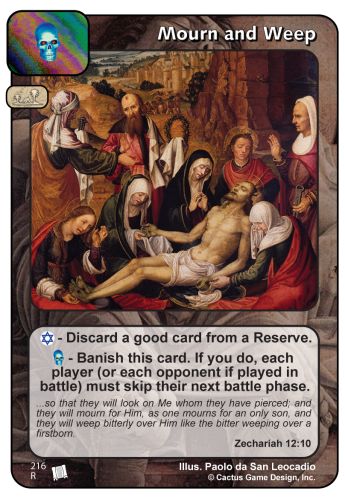 Mourn and Weep
- Discard a good card from a Reserve.
- Banish this card. If you do, each
player (or each opponent if played in
battle) must skip their next battle phase.
...so that they will look on Me whom they have pierced; and
they will mourn for Him, as one mourns for an only son, and
they will weep bitterly over Him like the bitter weeping over a
firstborn.
Zechariah 12:10
216
R
Illus. Paolo da San Leocadio
© Cactus Game Design, Inc.